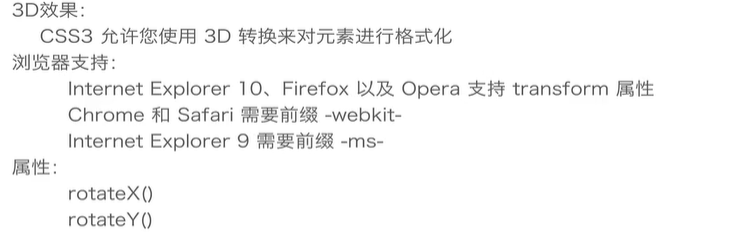 3D效果：
CSS3 允许您使用 3D 转换来对元素进行格式化
浏览器支持：
Internet Explorer 10、Firefox 以及 Opera 支持 transform 属性
Chrome 和 Safari 需要前缀 -webkit-
Internet Explorer 9 需要前缀 -ms-
属性：
rotateX()
rotateY()